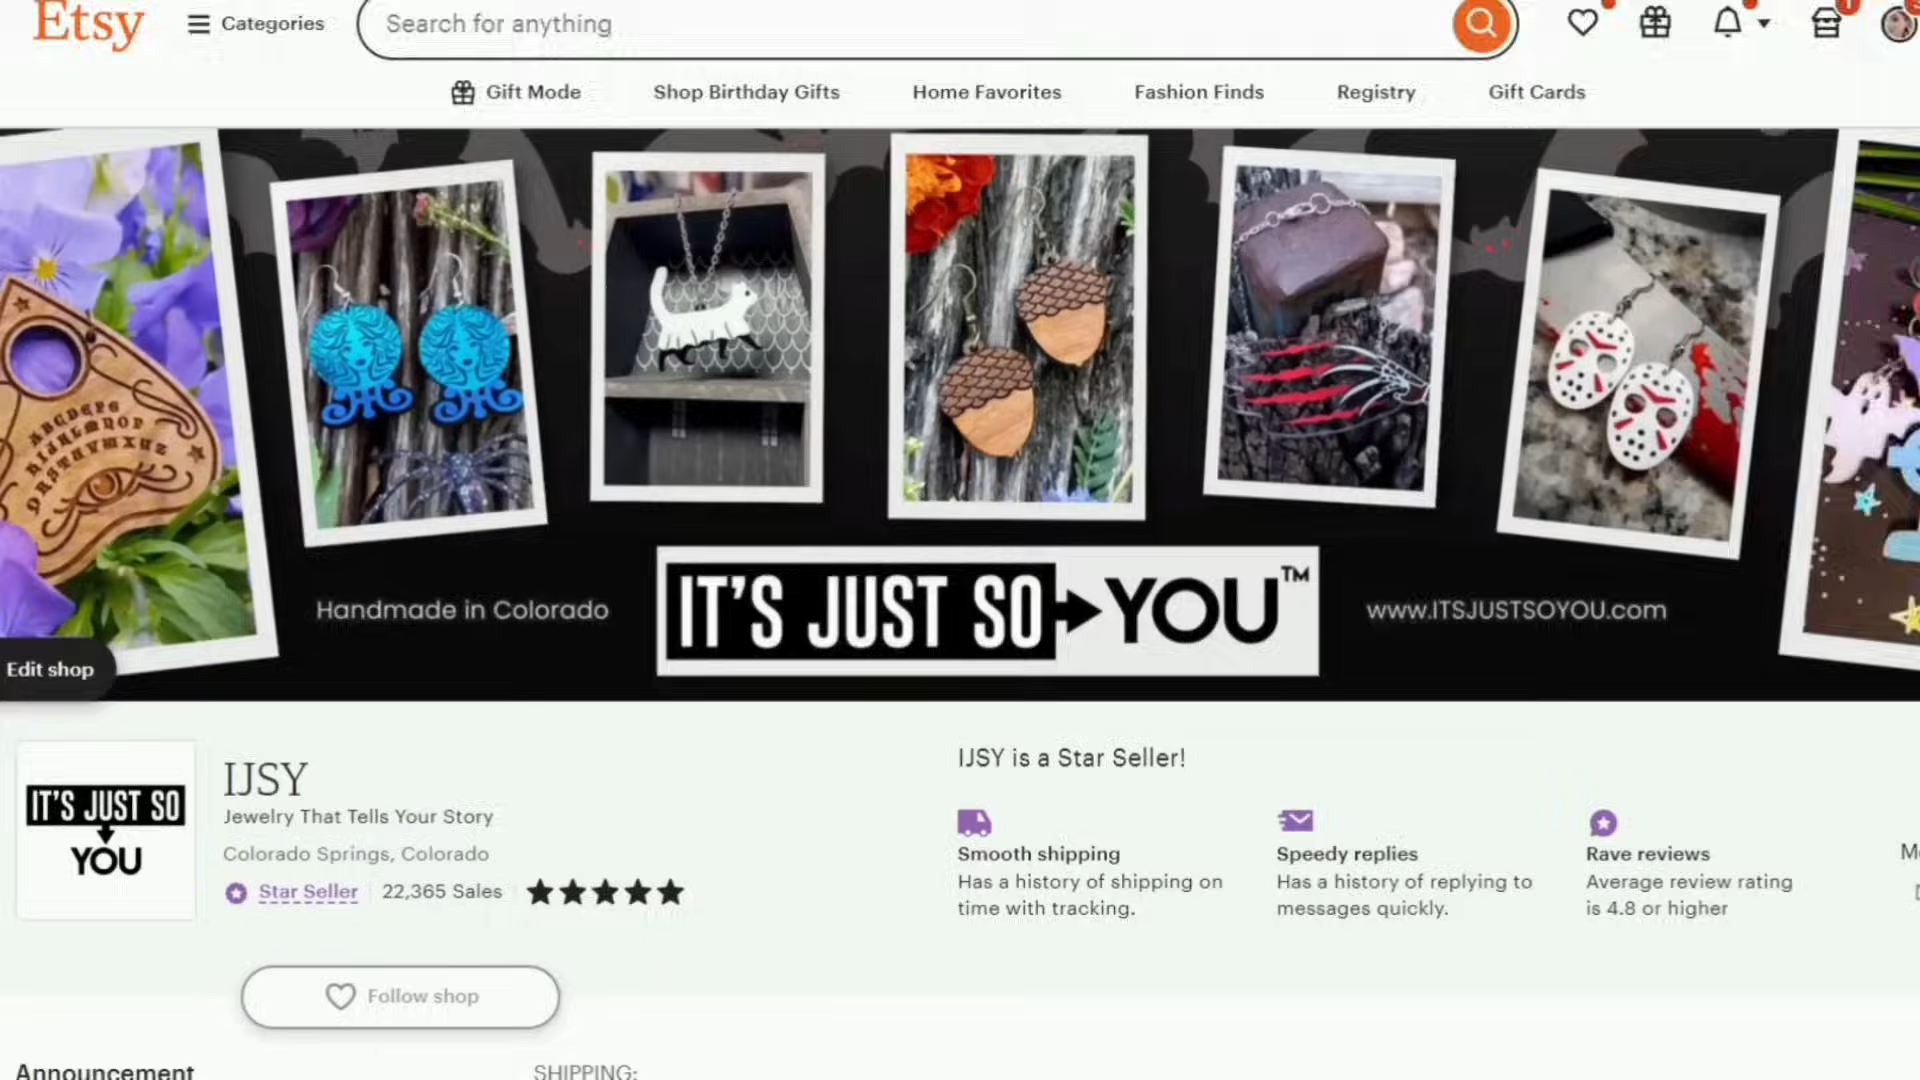 Etsy
Categories
Search for anything
1
Gift Mode
Shop Birthday Gifts
Home Favorites
Fashion Finds
Registry
Gift Cards
Handmade in Colorado
IT'S JUST SO YOU™
www.ITSJUSTSOYOU.com
Edit shop
IT'S JUST SO
YOU
IJSY
Jewelry That Tells Your Story
Colorado Springs, Colorado
Star Seller
22,365 Sales
IJSY is a Star Seller!
Smooth shipping
Has a history of shipping on
time with tracking.
Speedy replies
Has a history of replying to
messages quickly.
Rave reviews
Average review rating
is 4.8 or higher
Follow shop
Announcement
SHIPPING: